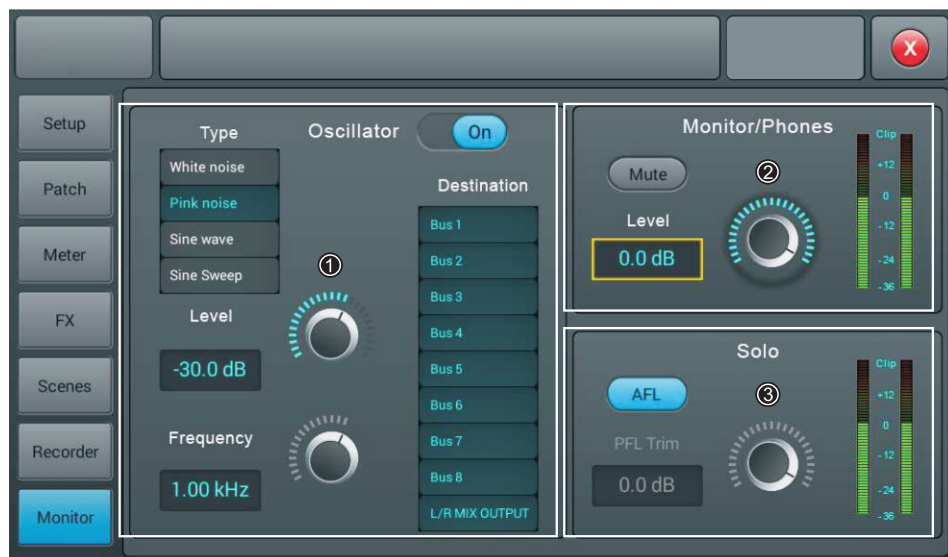 X
Setup
Patch
Meter
FX
Scenes
Recorder
Monitor
Oscillator
On
Type
White noise
Pink noise
Sine wave
Sine Sweep
①
Level
-30.0 dB
Frequency
1.00 kHz
Destination
Bus 1
Bus 2
Bus 3
Bus 4
Bus 5
Bus 6
Bus 7
Bus 8
L/R MIX OUTPUT
Monitor/Phones
Mute
②
Level
0.0 dB
Clip
+12
0
-12
-24
-36
Solo
AFL
③
PFL Trim
0.0 dB
Clip
+12
0
-12
-24
-36